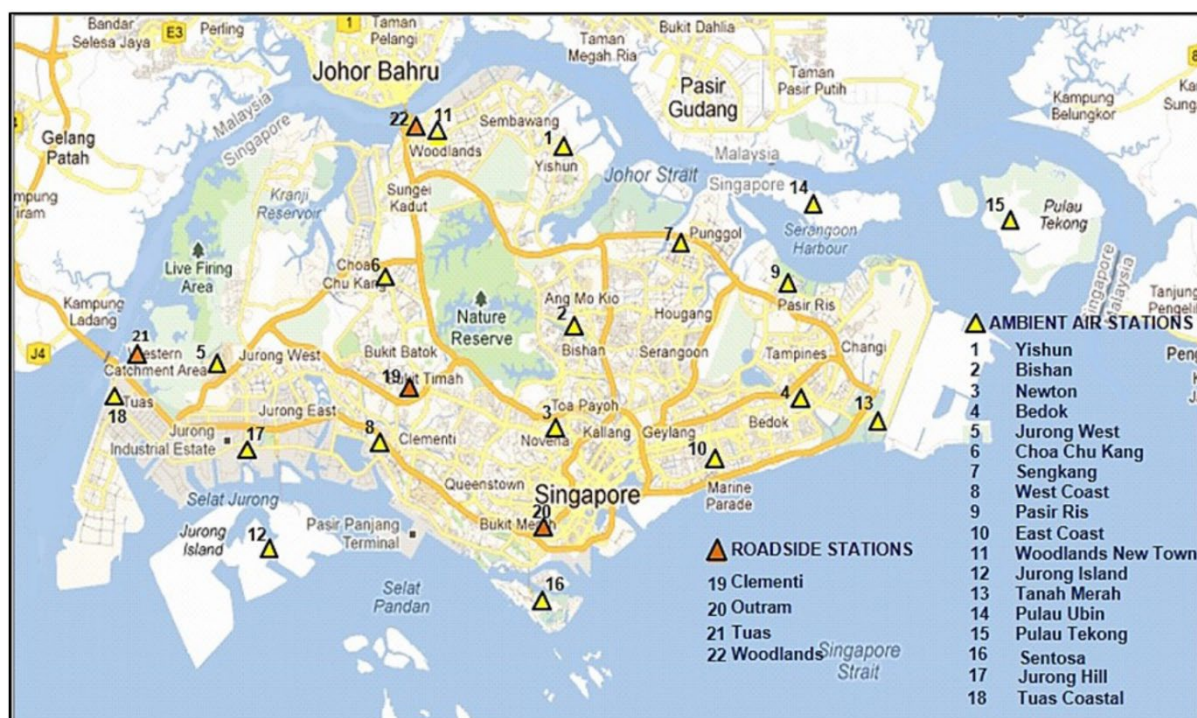 Bandar
Selesa Jaya
E3
Perling
1
Taman
Pelangi
Taman
Megah Ria
Bukit Dahlia
Johor Bahru
Pasir
Gudang
Taman
Pasir Putih
Kampung
Belungkor
8
Gelang
Patah
Malaysia
Singapore
22
11
Woodlands
Sembawang
1
Yishun
Johor Strait
Malaysia
Singapore
14
15
Pulau
Tekong
Kranji
Reservoir
Sungei
Kadut
7
Punggol
Serangoon
Harbour
Live Firing
Area
Choa
Chu Kang
6
9
Pasir Ris
Singapore
Malaysia
Kampung
Ladang
Nature
Reserve
Ang Mo Kio
2
Bishan
Hougang
Serangoon
Tampines
Changi
J4
21
Western
Catchment Area
5
Jurong West
Bukit Batok
19
Bukit Timah
18
Tuas
Jurong East
Toa Payoh
3
Novena
Kallang
Geylang
4
Bedok
13
Jurong
Industrial Estate
17
8
Clementi
10
Marine
Parade
Selat Jurong
Queenstown
Singapore
Jurong
Island
12
Pasir Panjang
Terminal
Bukit Merah
20
Selat
Pandan
16
Singapore
Strait
ROADSIDE STATIONS
19 Clementi
20 Outram
21 Tuas
22 Woodlands
AMBIENT AIR STATIONS
1 Yishun
2 Bishan
3 Newton
4 Bedok
5 Jurong West
6 Choa Chu Kang
7 Sengkang
8 West Coast
9 Pasir Ris
10 East Coast
11 Woodlands New Town
12 Jurong Island
13 Tanah Merah
14 Pulau Ubin
15 Pulau Tekong
16 Sentosa
17 Jurong Hill
18 Tuas Coastal